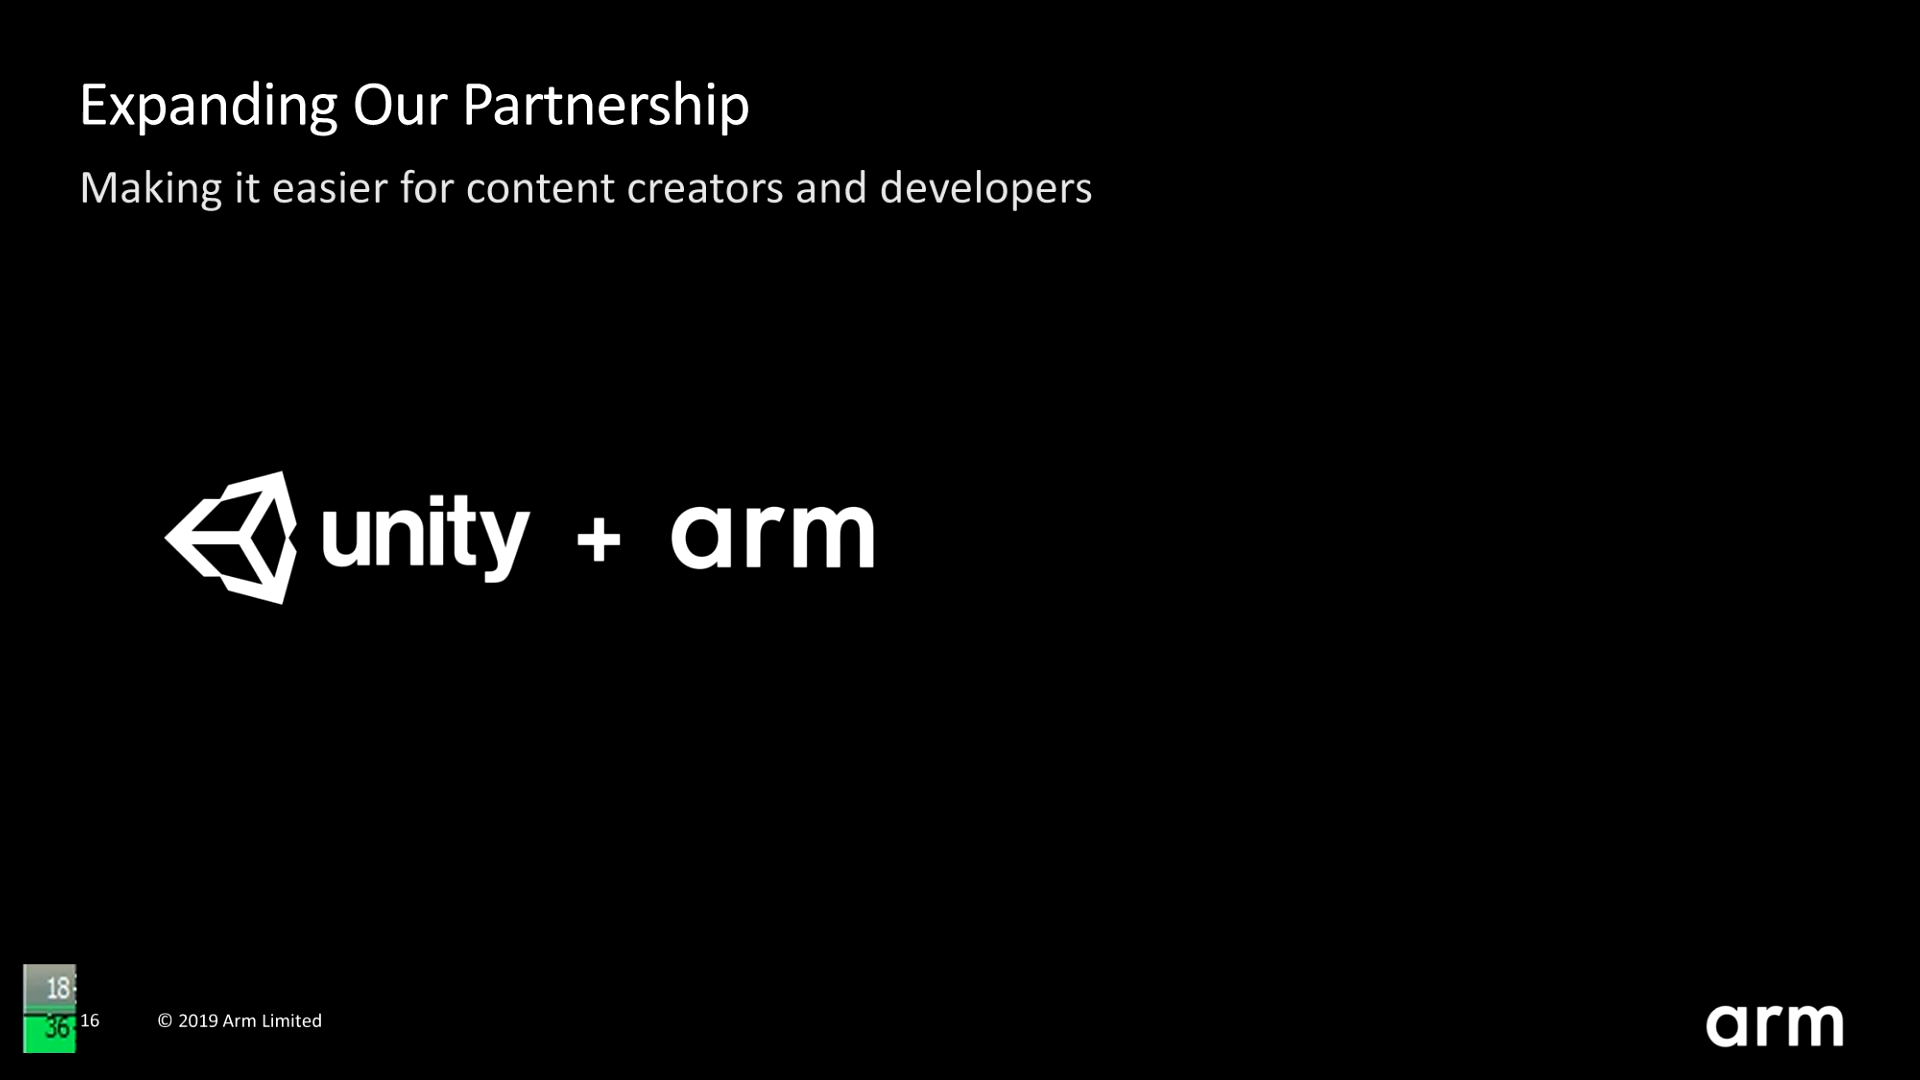 Expanding Our Partnership
Making it easier for content creators and developers
unity + arm
18
36
16 © 2019 Arm Limited
arm